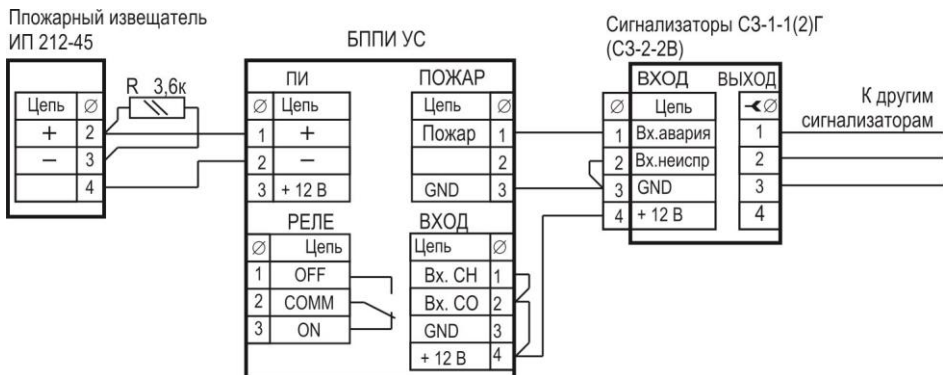 Ппожарный извещатель
ИП 212-45
R 3,6к
Цепь ∅
+ 2
− 3
4
БППИ УС
ПИ
∅ Цепь
1 +
2 −
3 + 12 В
ПОЖАР
Цепь ∅
Пожар 1
2
GND 3
РЕЛЕ
∅ Цепь
1 OFF
2 COMM
3 ON
ВХОД
Цепь ∅
Вх. СН 1
Вх. СО 2
GND 3
+ 12 В 4
Сигнализаторы СЗ-1-1(2)Г
(СЗ-2-2В)
ВХОД
∅ Цепь
1 Вх.авария
2 Вх.неиспр
3 GND
4 + 12 В
ВЫХОД
∅
1
2
3
4
К другим
сигнализаторам